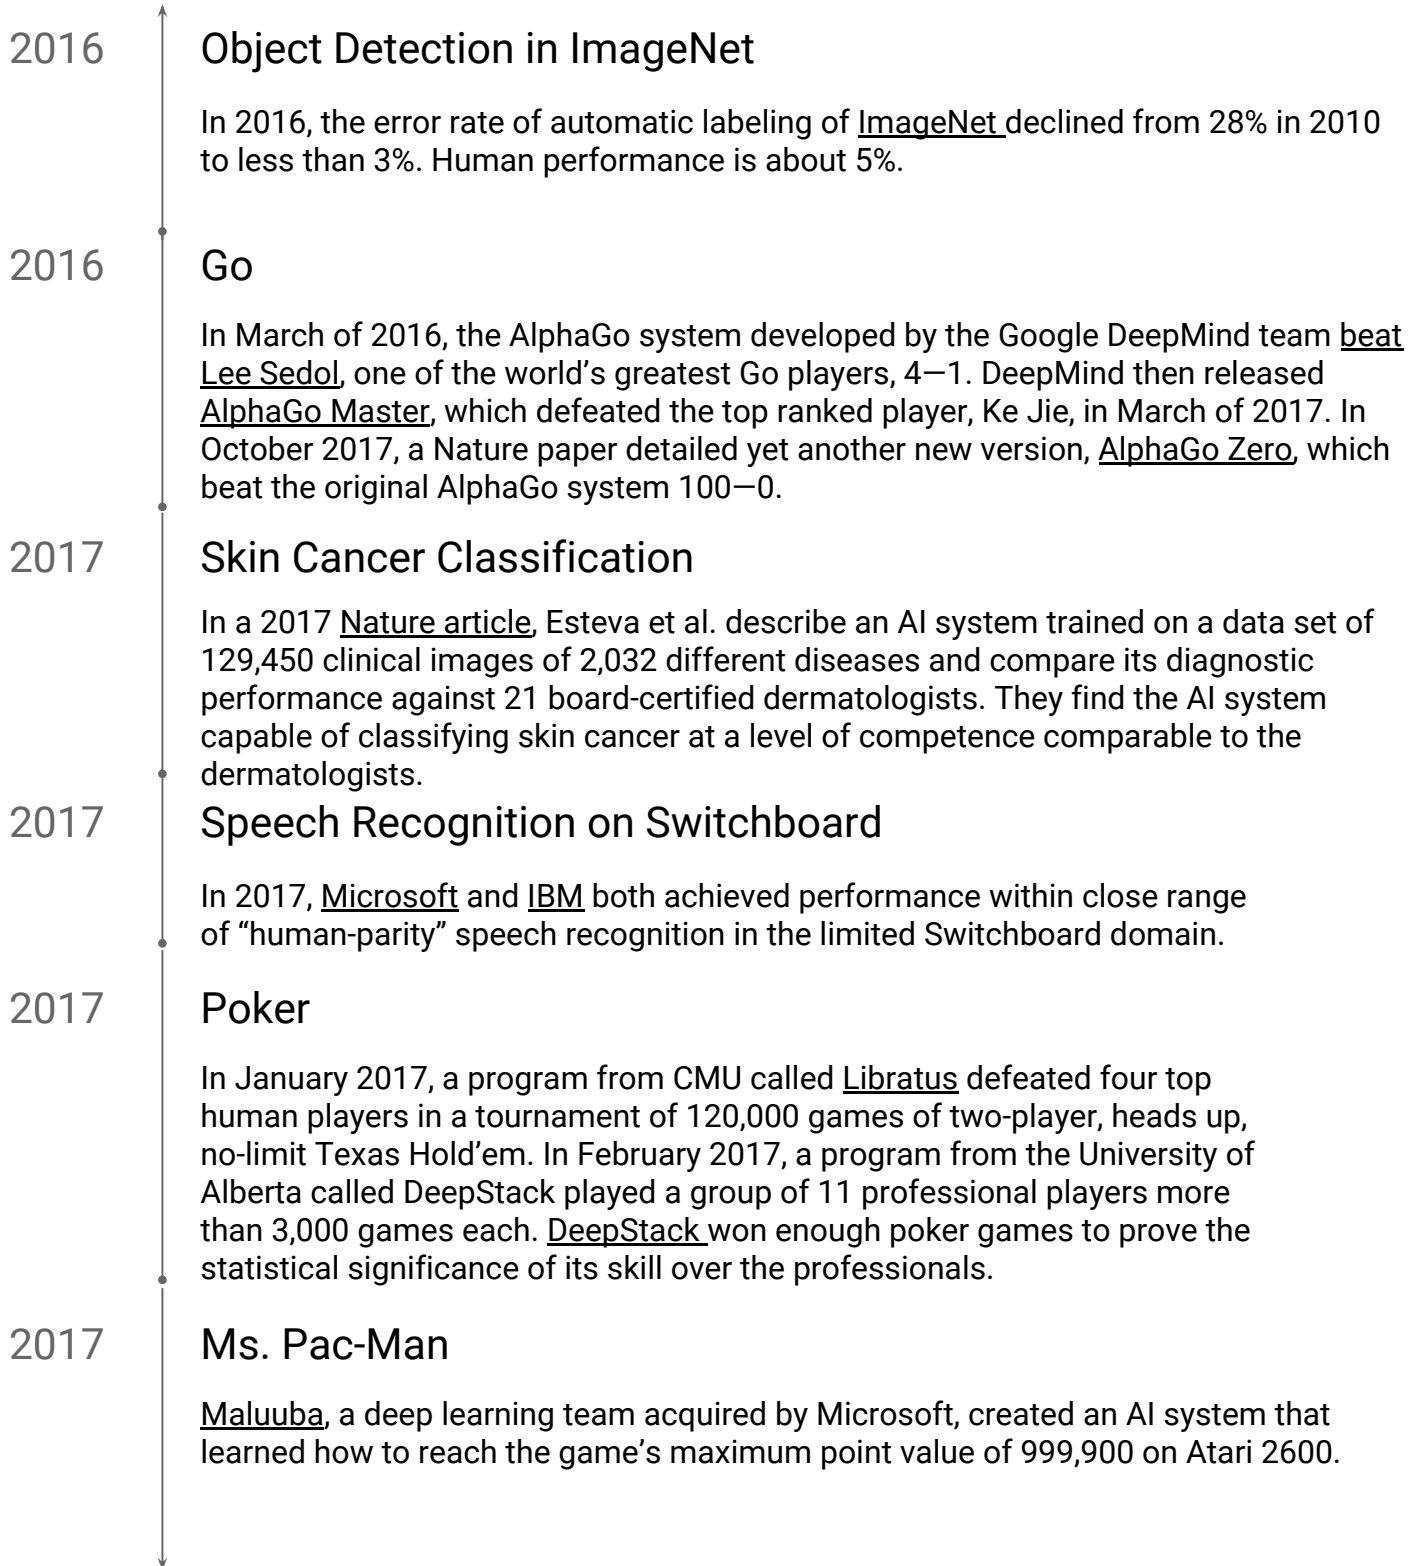 2016
Object Detection in ImageNet
In 2016, the error rate of automatic labeling of ImageNet declined from 28% in 2010
to less than 3%. Human performance is about 5%.
2016
Go
In March of 2016, the AlphaGo system developed by the Google DeepMind team beat
Lee Sedol, one of the world’s greatest Go players, 4—1. DeepMind then released
AlphaGo Master, which defeated the top ranked player, Ke Jie, in March of 2017. In
October 2017, a Nature paper detailed yet another new version, AlphaGo Zero, which
beat the original AlphaGo system 100—0.
2017
Skin Cancer Classification
In a 2017 Nature article, Esteva et al. describe an AI system trained on a data set of
129,450 clinical images of 2,032 different diseases and compare its diagnostic
performance against 21 board-certified dermatologists. They find the AI system
capable of classifying skin cancer at a level of competence comparable to the
dermatologists.
2017
Speech Recognition on Switchboard
In 2017, Microsoft and IBM both achieved performance within close range
of “human-parity” speech recognition in the limited Switchboard domain.
2017
Poker
In January 2017, a program from CMU called Libratus defeated four top
human players in a tournament of 120,000 games of two-player, heads up,
no-limit Texas Hold’em. In February 2017, a program from the University of
Alberta called DeepStack played a group of 11 professional players more
than 3,000 games each. DeepStack won enough poker games to prove the
statistical significance of its skill over the professionals.
2017
Ms. Pac-Man
Maluuba, a deep learning team acquired by Microsoft, created an AI system that
learned how to reach the game’s maximum point value of 999,900 on Atari 2600.